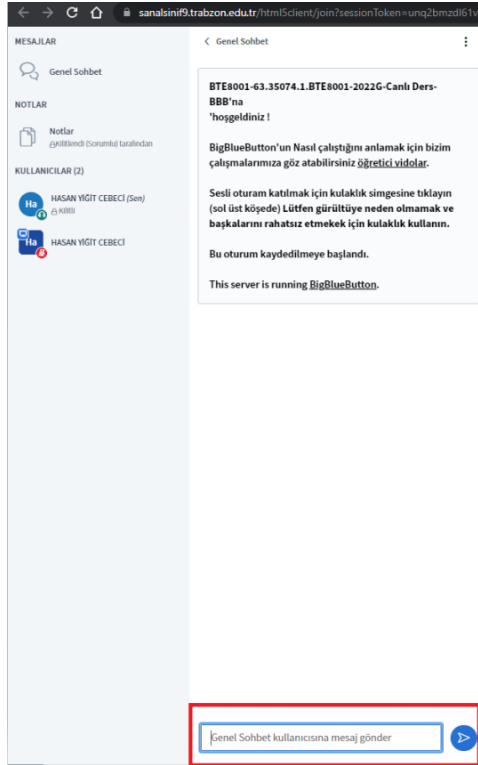 sanalsinif9.trabzon.edu.tr/html5client/join?sessionToken=unq2bmzdl61v
MESAJLAR
Genel Sohbet
NOTLAR
Notlar
Kilitlendi (Sorumlu) tarafından
KULLANICILAR (2)
Ha
HASAN YİĞİT CEBECİ (Sen)
Kilitli
Ha
HASAN YİĞİT CEBECİ
Genel Sohbet
BTE8001-63.35074.1.BTE8001-2022G-Canlı Ders-
BBB'na
'hoşgeldiniz !
BigBlueButton'un Nasıl çalıştığını anlamak için bizim
çalışmalarımıza göz atabilirsiniz öğretici vidolar.
Sesli oturam katılmak için kulaklık simgesine tıklayın
(sol üst köşede) Lütfen gürültüye neden olmamak ve
başkalarını rahatsız etmekek için kulaklık kullanın.
Bu oturum kaydedilmeye başlandı.
This server is running BigBlueButton.
Genel Sohbet kullanıcısına mesaj gönder